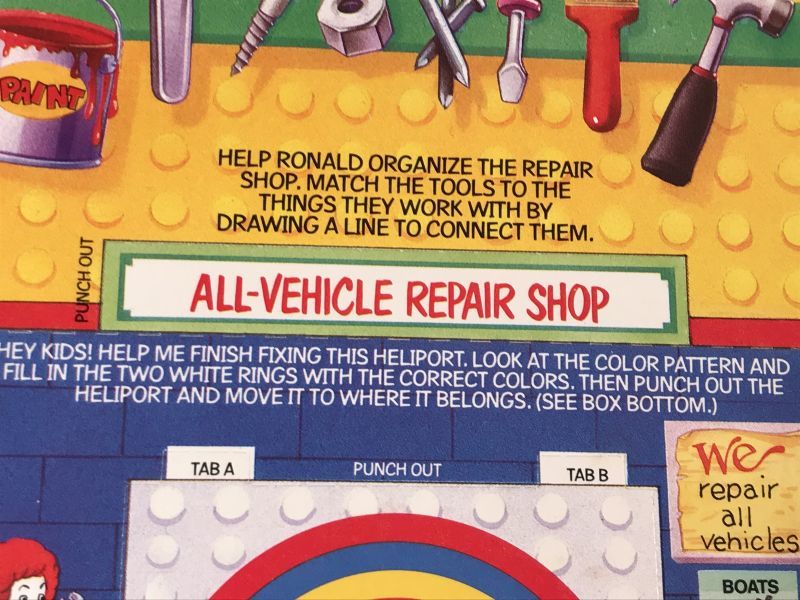 PAINT
HELP RONALD ORGANIZE THE REPAIR
SHOP. MATCH THE TOOLS TO THE
THINGS THEY WORK WITH BY
DRAWING A LINE TO CONNECT THEM.
PUNCH OUT
ALL-VEHICLE REPAIR SHOP
HEY KIDS! HELP ME FINISH FIXING THIS HELIPORT. LOOK AT THE COLOR PATTERN AND
FILL IN THE TWO WHITE RINGS WITH THE CORRECT COLORS. THEN PUNCH OUT THE
HELIPORT AND MOVE IT TO WHERE IT BELONGS. (SEE BOX BOTTOM.)
TAB A
PUNCH OUT
TAB B
We
repair
all
vehicles
BOATS